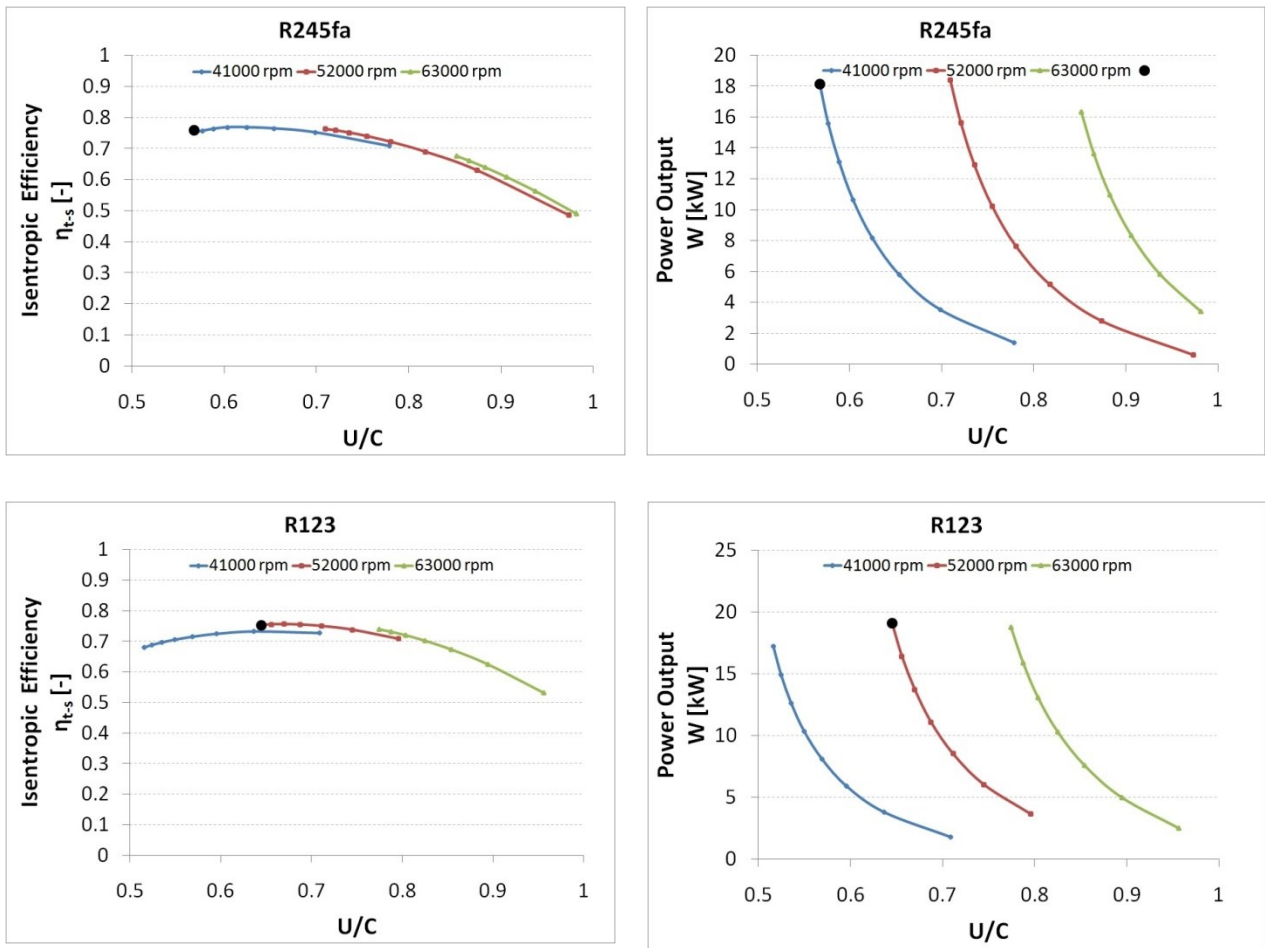 R245fa
1
0.9
0.8
0.7
0.6
0.5
0.4
0.3
0.2
0.1
0
41000 rpm 52000 rpm 63000 rpm
Isentropic Efficiency
ηt-s [-]
0.5 0.6 0.7 0.8 0.9 1
U/C
R245fa
20
18
16
14
12
10
8
6
4
2
0
41000 rpm 52000 rpm 63000 rpm
Power Output
W [kW]
0.5 0.6 0.7 0.8 0.9 1
U/C
R123
1
0.9
0.8
0.7
0.6
0.5
0.4
0.3
0.2
0.1
0
41000 rpm 52000 rpm 63000 rpm
Isentropic Efficiency
ηt-s [-]
0.5 0.6 0.7 0.8 0.9 1
U/C
R123
25
20
15
10
5
0
41000 rpm 52000 rpm 63000 rpm
Power Output
W [kW]
0.5 0.6 0.7 0.8 0.9 1
U/C